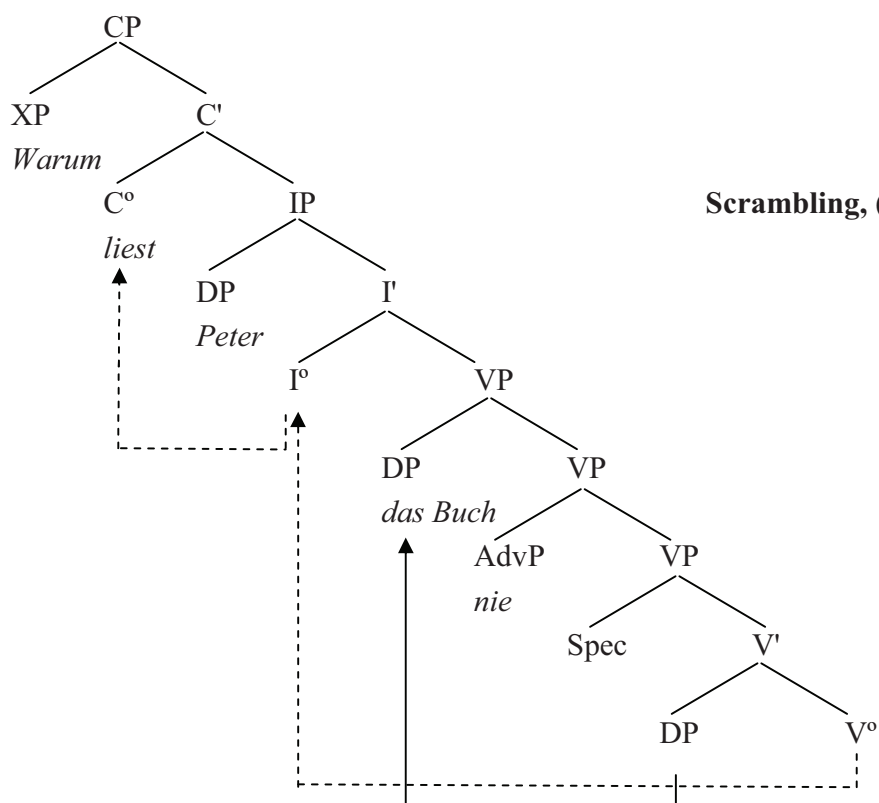 CP
XP C'
Warum
Cº IP
Scrambling, (
liest
DP I'
Peter
Iº VP
DP VP
das Buch
AdvP VP
nie
Spec V'
DP Vº